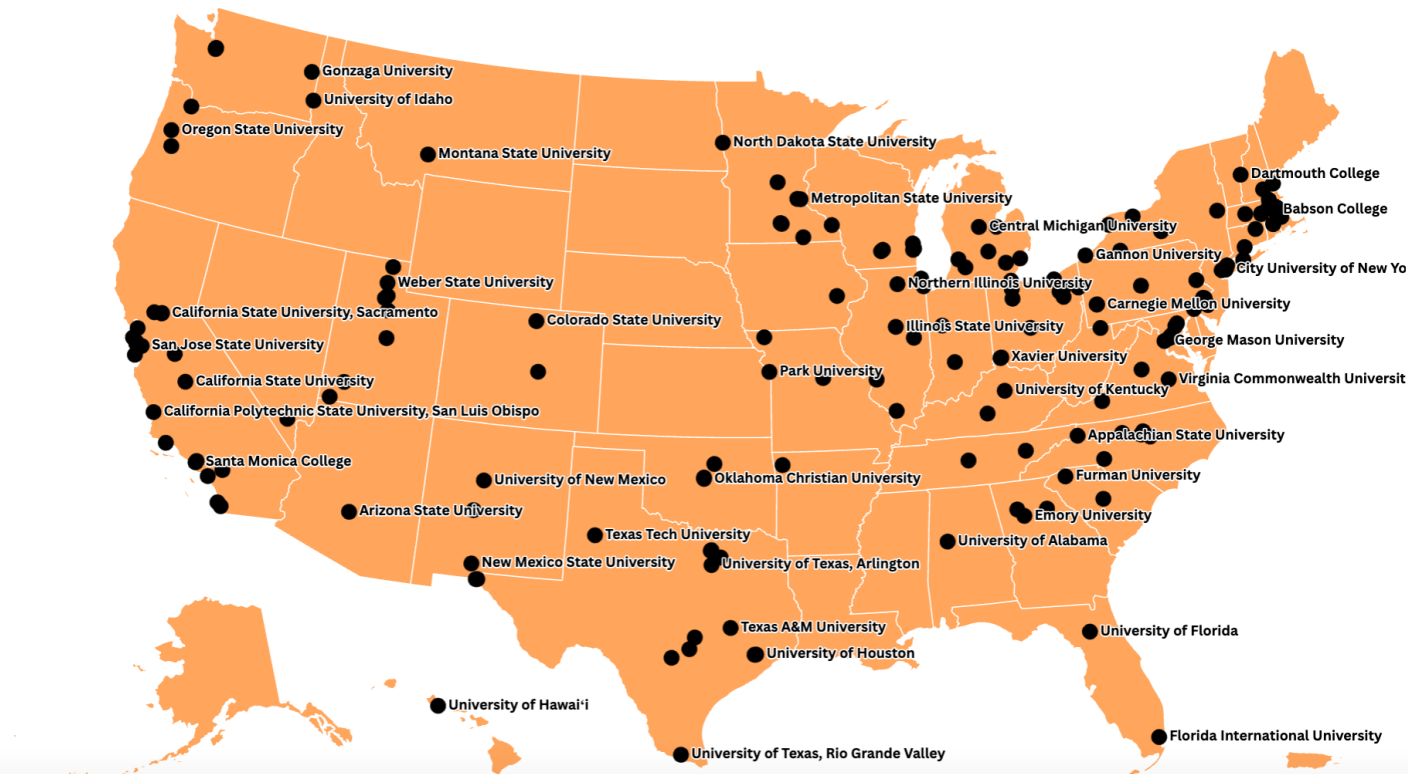 Gonzaga University
University of Idaho
Oregon State University
North Dakota State University
Montana State University
Dartmouth College
Metropolitan State University
Babson College
Central Michigan University
Gannon University
City University of New Yo
Weber State University
Northern Illinois University
Carnegie Mellon University
California State University, Sacramento
Colorado State University
Illinois State University
George Mason University
San Jose State University
Xavier University
Park University
Virginia Commonwealth Universit
California State University
University of Kentucky
California Polytechnic State University, San Luis Obispo
Appalachian State University
Santa Monica College
Furman University
Oklahoma Christian University
University of New Mexico
Arizona State University
Emory University
Texas Tech University
University of Alabama
New Mexico State University
University of Texas, Arlington
Texas A&M University
University of Florida
University of Houston
University of Hawaiʻi
Florida International University
University of Texas, Rio Grande Valley